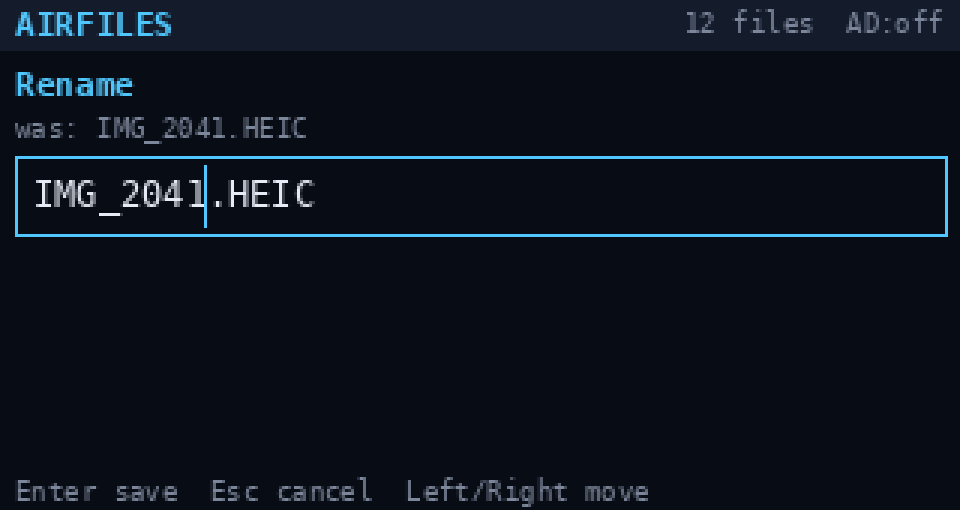 AIRFILES 12 files AD:off
Rename
was: IMG_2041.HEIC
IMG_2041.HEIC
Enter save Esc cancel Left/Right move